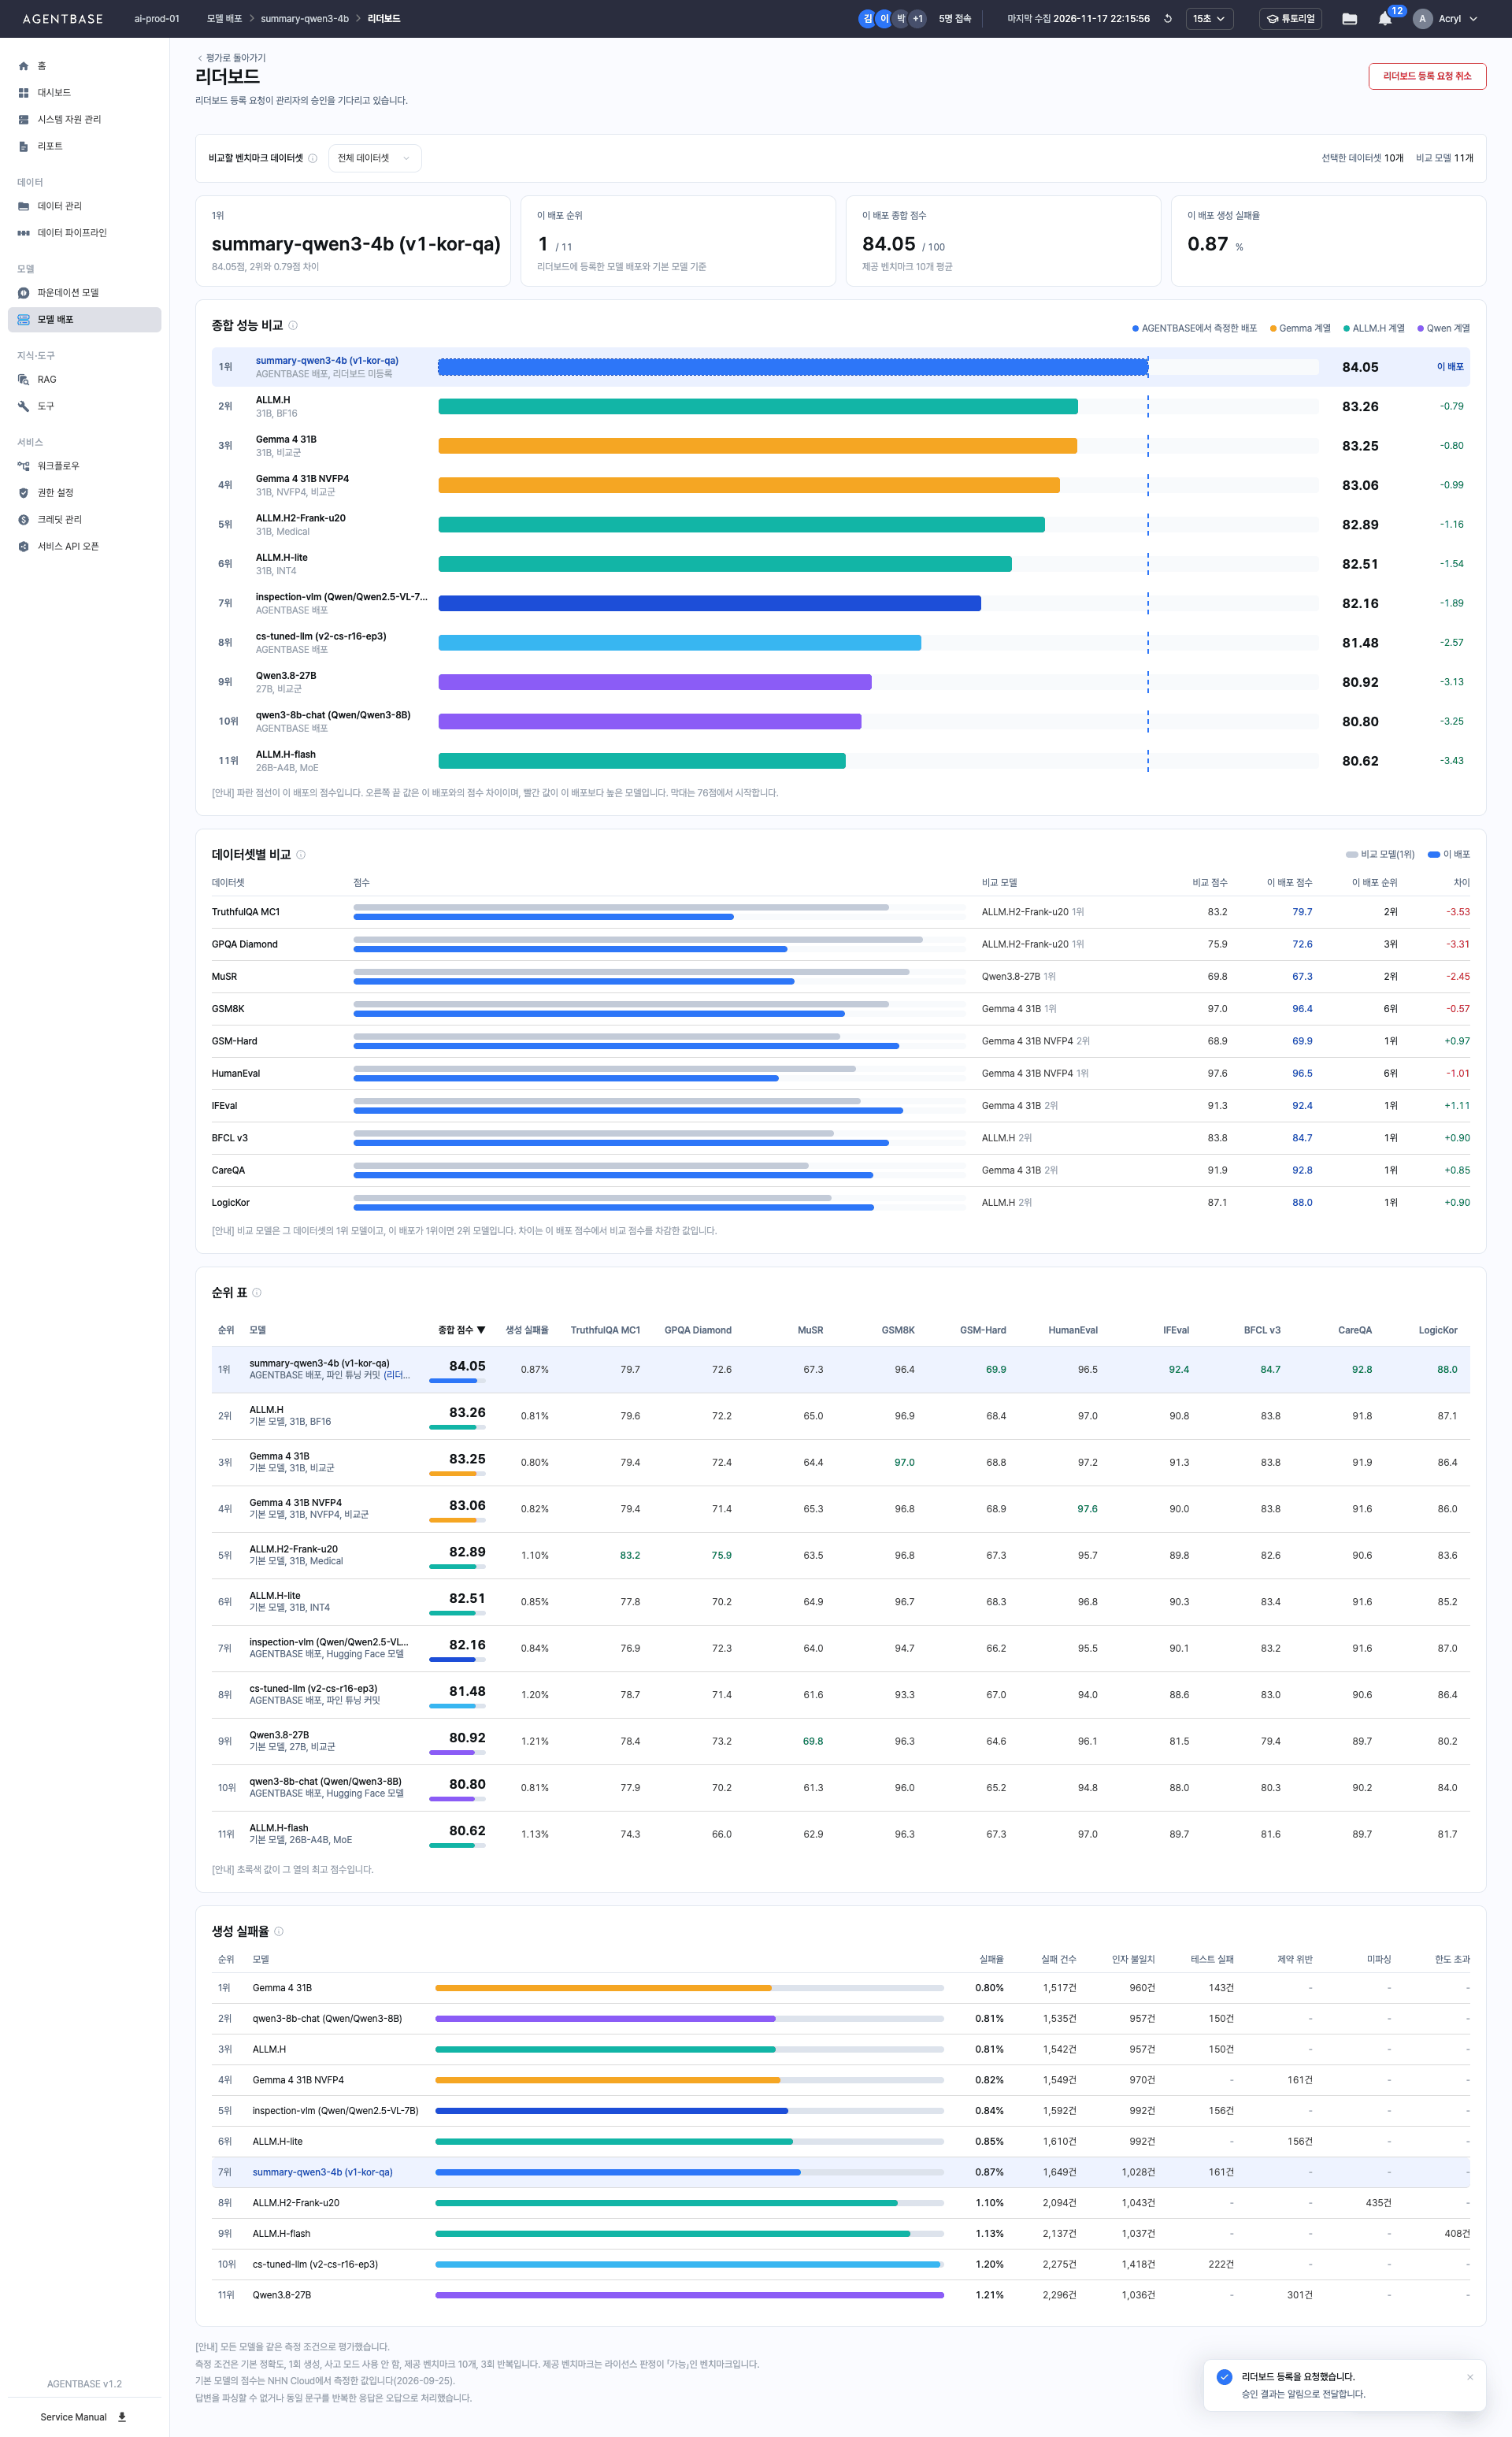 AGENTBASE
ai-prod-01
모델 배포 > summary-qwen3-4b > 리더보드
김 이 박 +1 5명 접속
마지막 수집 2026-11-17 22:15:56
15초
튜토리얼
12
A Acryl
홈
대시보드
시스템 자원 관리
리포트
데이터
데이터 관리
데이터 파이프라인
모델
파운데이션 모델
모델 배포
지식·도구
RAG
도구
서비스
워크플로우
권한 설정
크레딧 관리
서비스 API 오픈
AGENTBASE v1.2
Service Manual
평가로 돌아가기
리더보드
리더보드 등록 요청이 관리자의 승인을 기다리고 있습니다.
리더보드 등록 요청 취소
비교할 벤치마크 데이터셋 전체 데이터셋
선택한 데이터셋 10개 비교 모델 11개
1위
summary-qwen3-4b (v1-kor-qa)
84.05점, 2위와 0.79점 차이
이 배포 순위
1 / 11
리더보드에 등록한 모델 배포와 기본 모델 기준
이 배포 종합 점수
84.05 / 100
제공 벤치마크 10개 평균
이 배포 생성 실패율
0.87 %
종합 성능 비교
AGENTBASE에서 측정한 배포 Gemma 계열 ALLM.H 계열 Qwen 계열
1위 summary-qwen3-4b (v1-kor-qa) 84.05 이 배포
AGENTBASE 배포, 리더보드 미등록
2위 ALLM.H 83.26 -0.79
31B, BF16
3위 Gemma 4 31B 83.25 -0.80
31B, 비교군
4위 Gemma 4 31B NVFP4 83.06 -0.99
31B, NVFP4, 비교군
5위 ALLM.H2-Frank-u20 82.89 -1.16
31B, Medical
6위 ALLM.H-lite 82.51 -1.54
31B, INT4
7위 inspection-vlm (Qwen/Qwen2.5-VL-7... 82.16 -1.89
AGENTBASE 배포
8위 cs-tuned-llm (v2-cs-r16-ep3) 81.48 -2.57
AGENTBASE 배포
9위 Qwen3.8-27B 80.92 -3.13
27B, 비교군
10위 qwen3-8b-chat (Qwen/Qwen3-8B) 80.80 -3.25
AGENTBASE 배포
11위 ALLM.H-flash 80.62 -3.43
26B-A4B, MoE
[안내] 파란 점선이 이 배포의 점수입니다. 오른쪽 끝 값은 이 배포와의 점수 차이이며, 빨간 값이 이 배포보다 높은 모델입니다. 막대는 76점에서 시작합니다.
데이터셋별 비교
비교 모델(1위) 이 배포
데이터셋 점수 비교 모델 비교 점수 이 배포 점수 이 배포 순위 차이
TruthfulQA MC1 ALLM.H2-Frank-u20 1위 83.2 79.7 2위 -3.53
GPQA Diamond ALLM.H2-Frank-u20 1위 75.9 72.6 3위 -3.31
MuSR Qwen3.8-27B 1위 69.8 67.3 2위 -2.45
GSM8K Gemma 4 31B 1위 97.0 96.4 6위 -0.57
GSM-Hard Gemma 4 31B NVFP4 2위 68.9 69.9 1위 +0.97
HumanEval Gemma 4 31B NVFP4 1위 97.6 96.5 6위 -1.01
IFEval Gemma 4 31B 2위 91.3 92.4 1위 +1.11
BFCL v3 ALLM.H 2위 83.8 84.7 1위 +0.90
CareQA Gemma 4 31B 2위 91.9 92.8 1위 +0.85
LogicKor ALLM.H 2위 87.1 88.0 1위 +0.90
[안내] 비교 모델은 그 데이터셋의 1위 모델이고, 이 배포가 1위이면 2위 모델입니다. 차이는 이 배포 점수에서 비교 점수를 차감한 값입니다.
순위 표
순위 모델 종합 점수 ▼ 생성 실패율 TruthfulQA MC1 GPQA Diamond MuSR GSM8K GSM-Hard HumanEval IFEval BFCL v3 CareQA LogicKor
1위 summary-qwen3-4b (v1-kor-qa) 84.05 0.87% 79.7 72.6 67.3 96.4 69.9 96.5 92.4 84.7 92.8 88.0
AGENTBASE 배포, 파인 튜닝 커밋 (리더...
2위 ALLM.H 83.26 0.81% 79.6 72.2 65.0 96.9 68.4 97.0 90.8 83.8 91.8 87.1
기본 모델, 31B, BF16
3위 Gemma 4 31B 83.25 0.80% 79.4 72.4 64.4 97.0 68.8 97.2 91.3 83.8 91.9 86.4
기본 모델, 31B, 비교군
4위 Gemma 4 31B NVFP4 83.06 0.82% 79.4 71.4 65.3 96.8 68.9 97.6 90.0 83.8 91.6 86.0
기본 모델, 31B, NVFP4, 비교군
5위 ALLM.H2-Frank-u20 82.89 1.10% 83.2 75.9 63.5 96.8 67.3 95.7 89.8 82.6 90.6 83.6
기본 모델, 31B, Medical
6위 ALLM.H-lite 82.51 0.85% 77.8 70.2 64.9 96.7 68.3 96.8 90.3 83.4 91.6 85.2
기본 모델, 31B, INT4
7위 inspection-vlm (Qwen/Qwen2.5-VL... 82.16 0.84% 76.9 72.3 64.0 94.7 66.2 95.5 90.1 83.2 91.6 87.0
AGENTBASE 배포, Hugging Face 모델
8위 cs-tuned-llm (v2-cs-r16-ep3) 81.48 1.20% 78.7 71.4 61.6 93.3 67.0 94.0 88.6 83.0 90.6 86.4
AGENTBASE 배포, 파인 튜닝 커밋
9위 Qwen3.8-27B 80.92 1.21% 78.4 73.2 69.8 96.3 64.6 96.1 81.5 79.4 89.7 80.2
기본 모델, 27B, 비교군
10위 qwen3-8b-chat (Qwen/Qwen3-8B) 80.80 0.81% 77.9 70.2 61.3 96.0 65.2 94.8 88.0 80.3 90.2 84.0
AGENTBASE 배포, Hugging Face 모델
11위 ALLM.H-flash 80.62 1.13% 74.3 66.0 62.9 96.3 67.3 97.0 89.7 81.6 89.7 81.7
기본 모델, 26B-A4B, MoE
[안내] 초록색 값이 그 열의 최고 점수입니다.
생성 실패율
순위 모델 실패율 실패 건수 인자 불일치 테스트 실패 제약 위반 미파싱 한도 초과
1위 Gemma 4 31B 0.80% 1,517건 960건 143건 - - -
2위 qwen3-8b-chat (Qwen/Qwen3-8B) 0.81% 1,535건 957건 150건 - - -
3위 ALLM.H 0.81% 1,542건 957건 150건 - - -
4위 Gemma 4 31B NVFP4 0.82% 1,549건 970건 - 161건 - -
5위 inspection-vlm (Qwen/Qwen2.5-VL-7B) 0.84% 1,592건 992건 156건 - - -
6위 ALLM.H-lite 0.85% 1,610건 992건 - 156건 - -
7위 summary-qwen3-4b (v1-kor-qa) 0.87% 1,649건 1,028건 161건 - - -
8위 ALLM.H2-Frank-u20 1.10% 2,094건 1,043건 - - 435건 -
9위 ALLM.H-flash 1.13% 2,137건 1,037건 - - - 408건
10위 cs-tuned-llm (v2-cs-r16-ep3) 1.20% 2,275건 1,418건 222건 - - -
11위 Qwen3.8-27B 1.21% 2,296건 1,036건 - 301건 - -
[안내] 모든 모델을 같은 측정 조건으로 평가했습니다.
측정 조건은 기본 정확도, 1회 생성, 사고 모드 사용 안 함, 제공 벤치마크 10개, 3회 반복입니다. 제공 벤치마크는 라이선스 판정이 「가능」인 벤치마크입니다.
기본 모델의 점수는 NHN Cloud에서 측정한 값입니다(2026-09-25).
답변을 파싱할 수 없거나 동일 문구를 반복한 응답은 오답으로 처리했습니다.
리더보드 등록을 요청했습니다.
승인 결과는 알림으로 전달합니다.